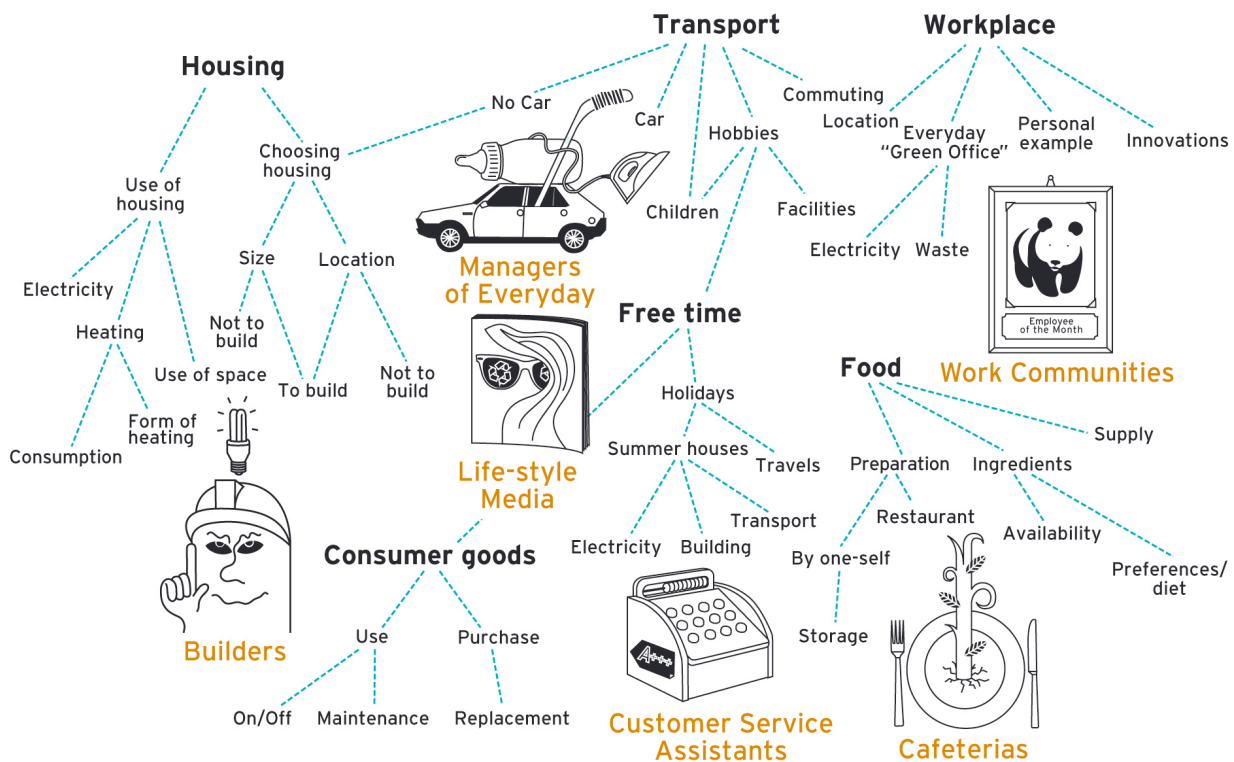 Transport
Workplace
Housing
No Car
Car
Commuting
Hobbies
Location
Everyday
“Green Office”
Personal
example
Innovations
Choosing
housing
Use of
housing
Children
Facilities
Electricity
Waste
Size
Location
Managers
of Everyday
Electricity
Heating
Not to
build
Use of space
To build
Not to
build
Free time
Employee
of the Month
Work Communities
Food
Holidays
Form of
heating
Consumption
Summer houses
Travels
Supply
Preparation
Ingredients
Life-style
Media
Transport
Restaurant
Availability
Electricity
Building
By one-self
Preferences/
diet
Consumer goods
Builders
Use
Purchase
Storage
A+++
On/Off
Maintenance
Replacement
Customer Service
Assistants
Cafeterias